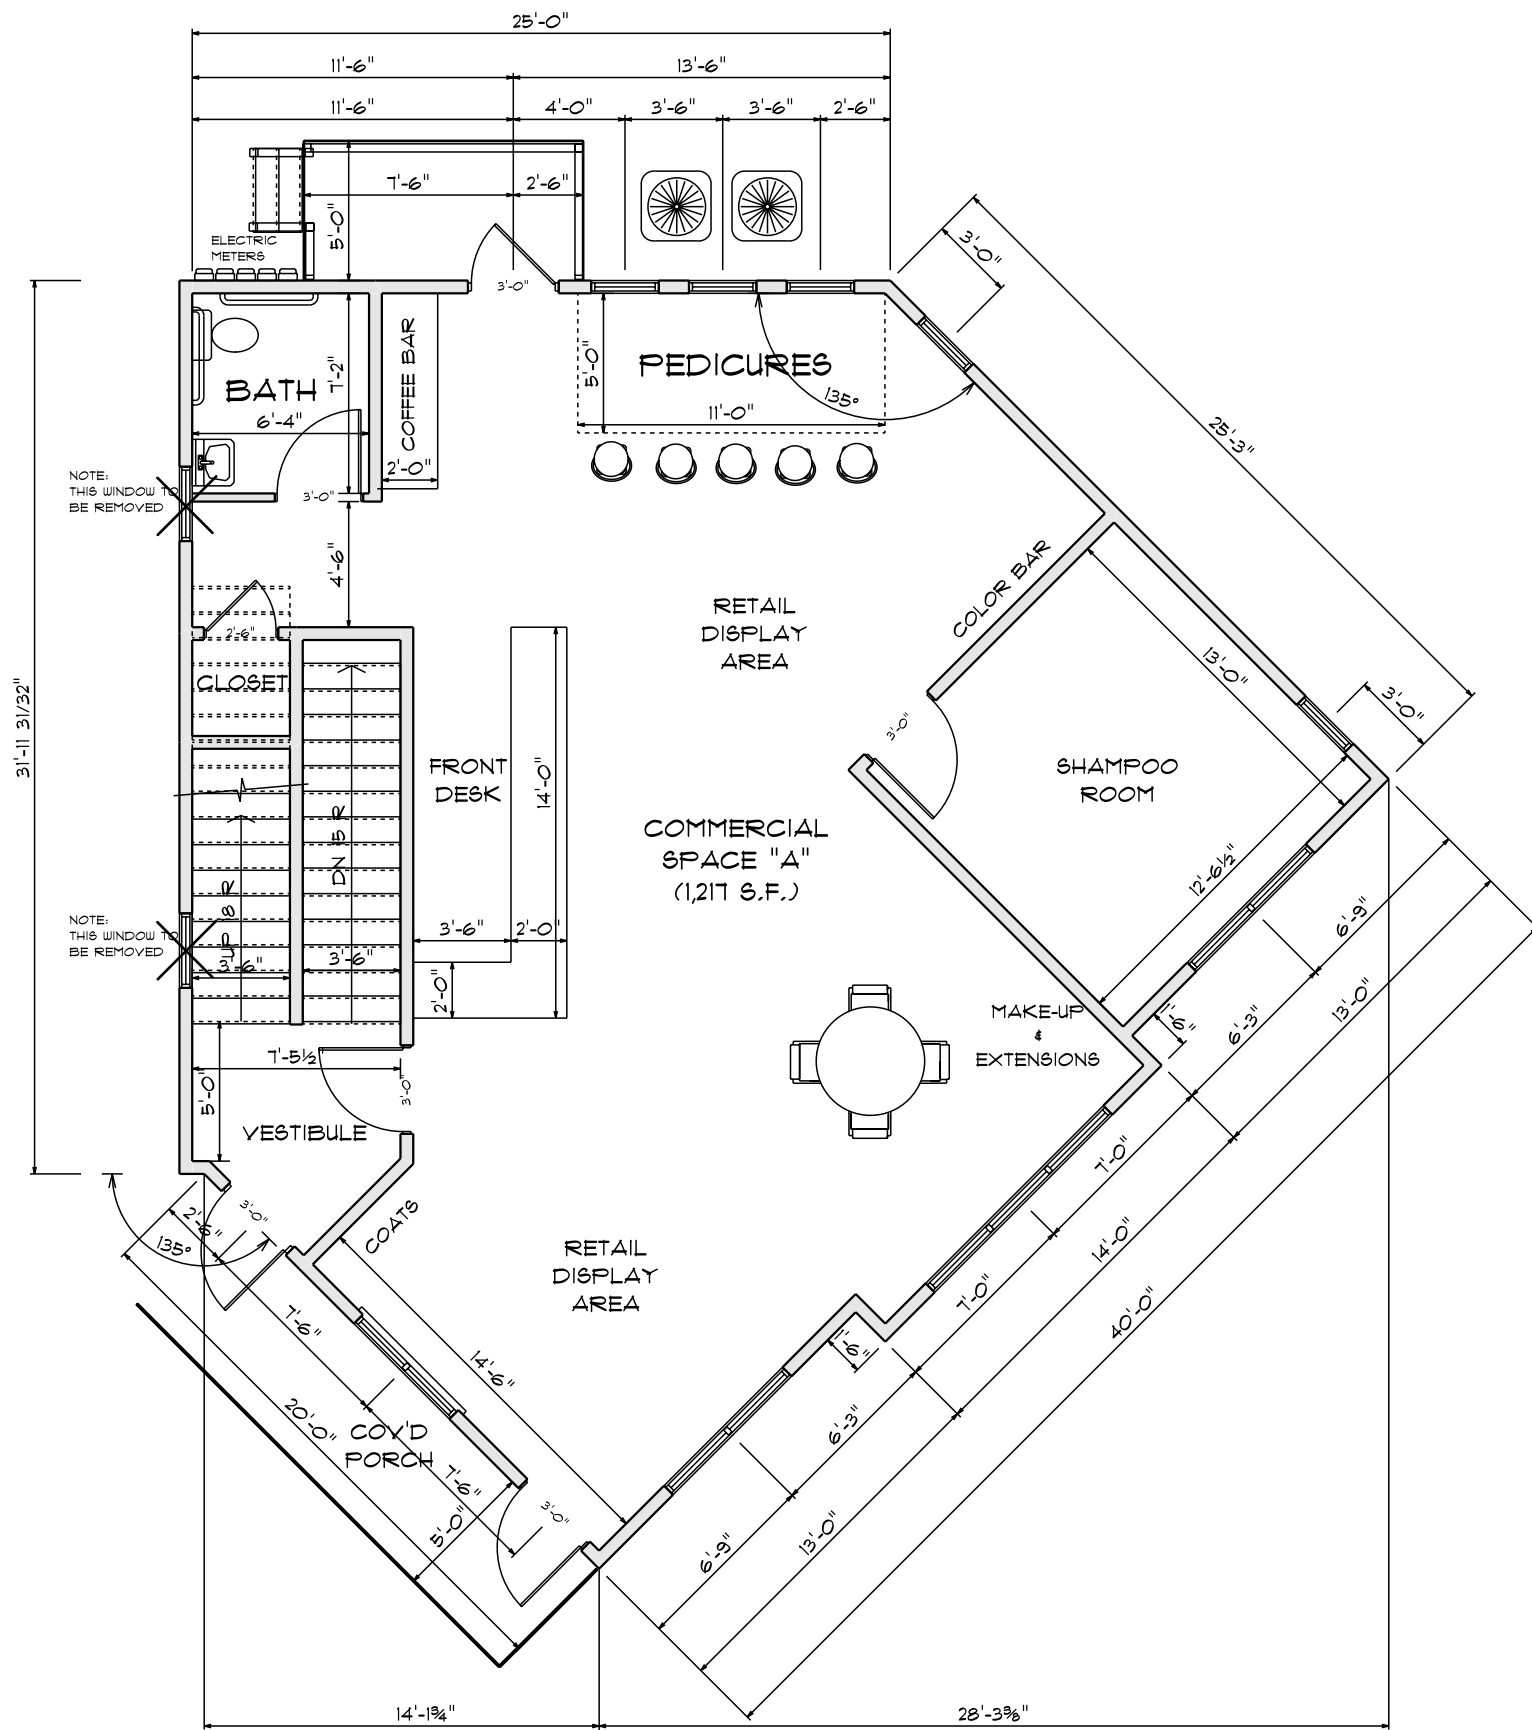 25'-0"
11'-6"
13'-6"
11'-6"
4'-0"
3'-6"
3'-6"
2'-6"
7'-6"
2'-6"
5'-0"
ELECTRIC
METERS
3'-0"
3'-0"
25'-3"
BATH
6'-4"
7'-2"
COFFEE BAR
2'-0"
3'-0"
5'-0"
PEDICURES
11'-0"
135°
NOTE:
THIS WINDOW TO
BE REMOVED
4'-6"
2'-6"
CLOSET
31'-11 31/32"
RETAIL
DISPLAY
AREA
COLOR BAR
13'-0"
3'-0"
3'-0"
SHAMPOO
ROOM
12'-6½"
FRONT
DESK
14'-0"
COMMERCIAL
SPACE "A"
(1,217 S.F.)
DN 15 R
UP 18 R
NOTE:
THIS WINDOW TO
BE REMOVED
3'-6"
3'-6"
3'-6"
2'-0"
2'-0"
6'-9"
13'-0"
6'-3"
1'-6"
MAKE-UP
&
EXTENSIONS
7'-5½"
5'-0"
3'-0"
VESTIBULE
7'-0"
14'-0"
7'-0"
40'-0"
2'-6"
3'-0"
135°
COATS
RETAIL
DISPLAY
AREA
7'-6"
14'-6"
1'-6"
20'-0"
COV'D
PORCH
7'-6"
5'-0"
3'-0"
6'-3"
13'-0"
6'-9"
14'-1¾"
28'-3⅜"